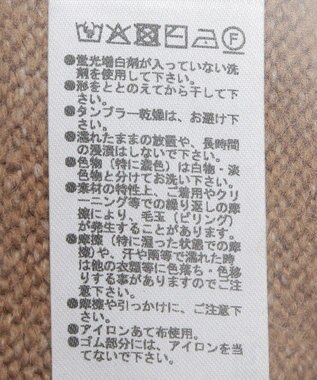 ●蛍光増白剤が入っていない洗
剤を使用して下さい。
●形をととのえてから干して下
さい。
●タンブラー乾燥は、お避け下
さい。
●濡れたままの放置や、長時間
の浸漬はしないで下さい。
●色物（特に濃色）は白物・淡
色物と分けてお洗い下さい。
●素材の特性上、ご着用やクリ
ーニング等での繰り返しの摩
擦により、毛玉（ピリング）
が発生することがあります。
●摩擦（特に湿った状態での摩
擦）や、汗や雨等で濡れた時
は他の衣類等に色落ち・色移
りする事がありますのでご注
意下さい。
●摩擦や引っかけに、ご注意下
さい。
●アイロンあて布使用。
●ゴム部分には、アイロンを当
てないで下さい。